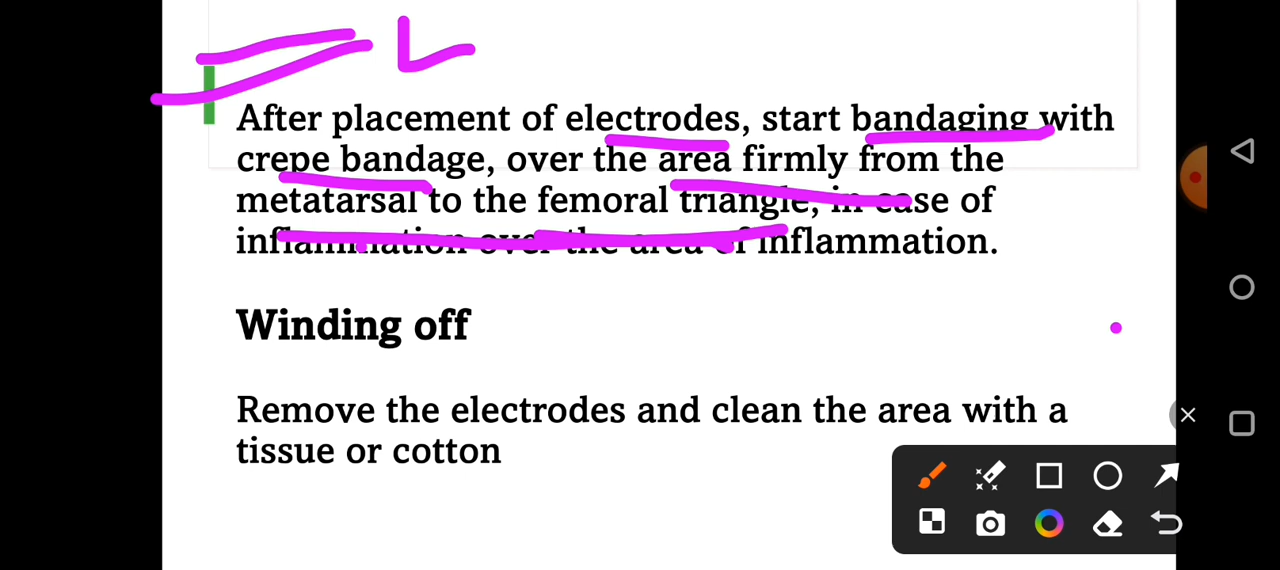 After placement of electrodes, start bandaging with
crepe bandage, over the area firmly from the
metatarsal to the femoral triangle, in case of
inflammation over the area of inflammation.
Winding off
Remove the electrodes and clean the area with a
tissue or cotton